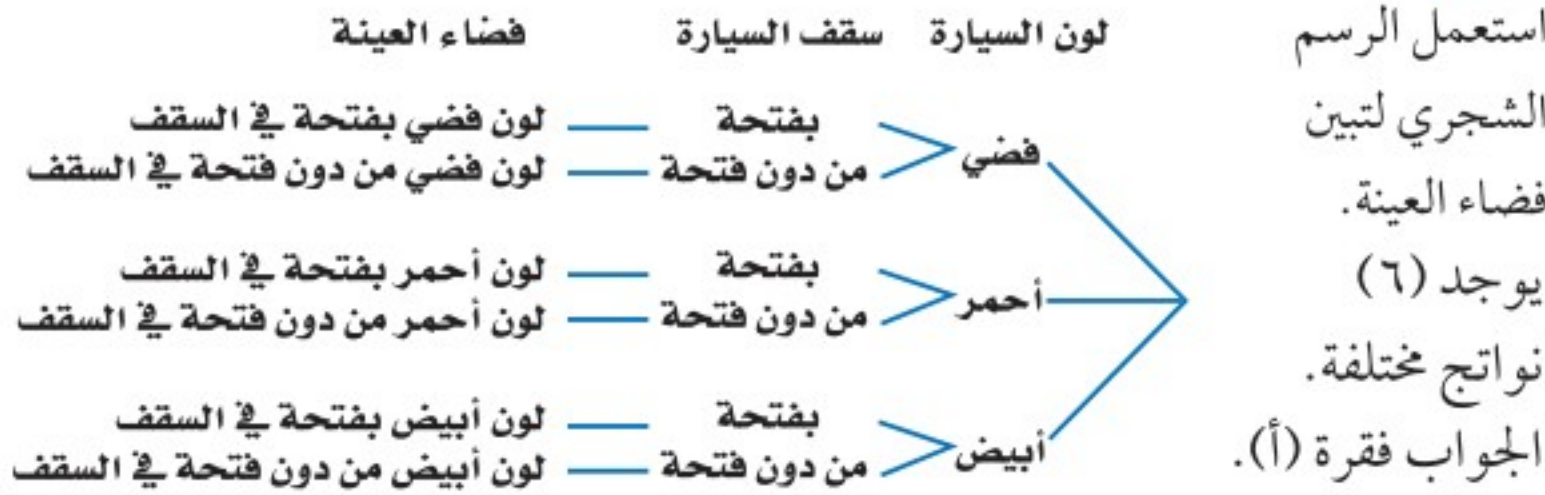 استعمل الرسم
الشجري لتبين
فضاء العينة.
يوجد (٦)
نواتج مختلفة.
الجواب فقرة (أ).
لون السيارة سقف السيارة فضاء العينة
فضي
بفتحة لون فضي بفتحة في السقف
من دون فتحة لون فضي من دون فتحة في السقف
أحمر
بفتحة لون أحمر بفتحة في السقف
من دون فتحة لون أحمر من دون فتحة في السقف
أبيض
بفتحة لون أبيض بفتحة في السقف
من دون فتحة لون أبيض من دون فتحة في السقف